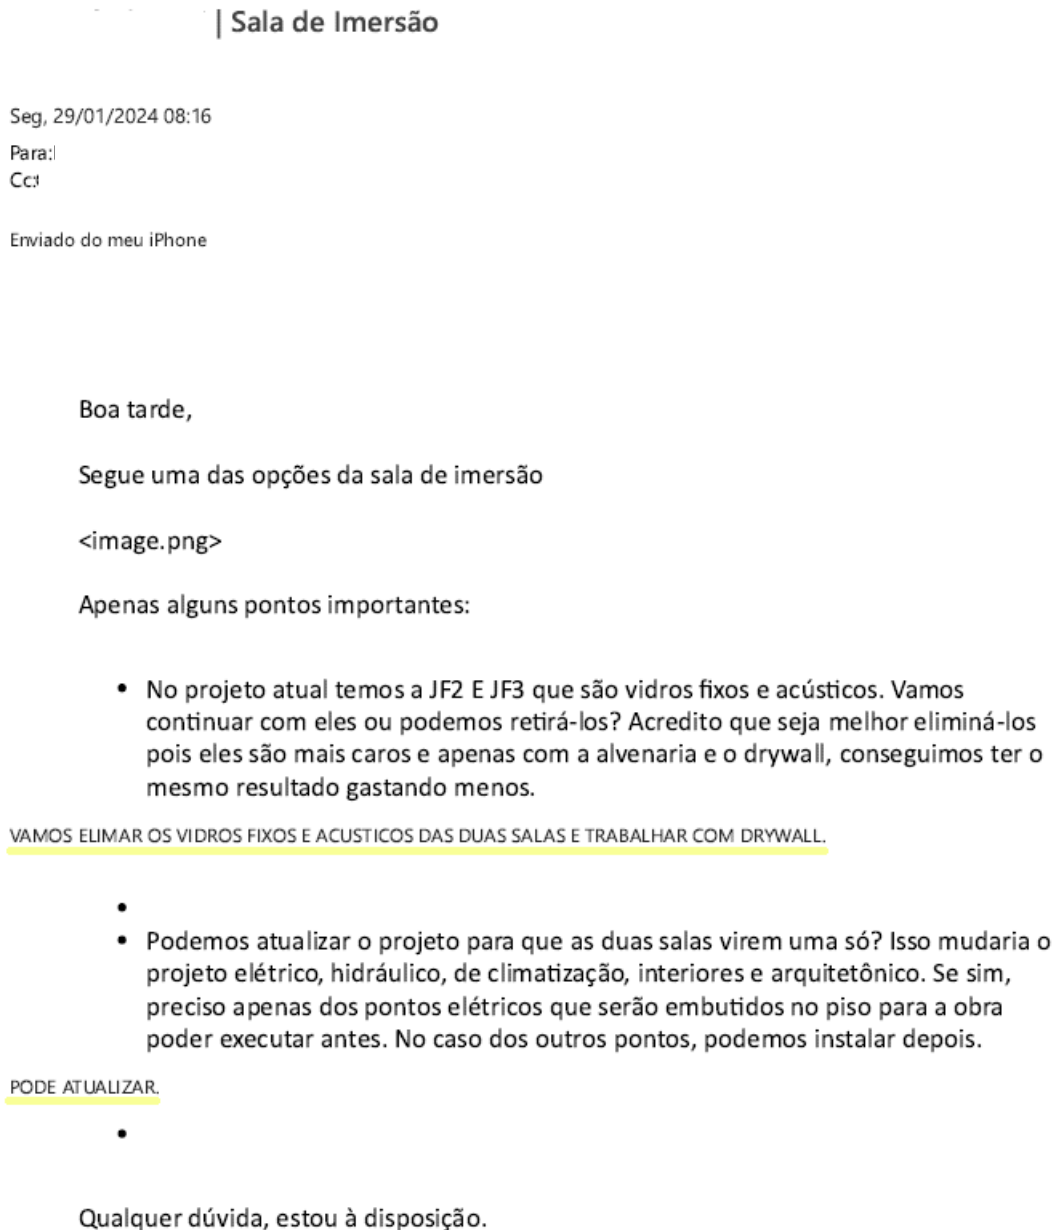 | Sala de Imersão
Seg, 29/01/2024 08:16
Para:
Cc:
Enviado do meu iPhone
Boa tarde,
Segue uma das opções da sala de imersão
<image.png>
Apenas alguns pontos importantes:
• No projeto atual temos a JF2 E JF3 que são vidros fixos e acústicos. Vamos
continuar com eles ou podemos retirá-los? Acredito que seja melhor eliminá-los
pois eles são mais caros e apenas com a alvenaria e o drywall, conseguimos ter o
mesmo resultado gastando menos.
VAMOS ELIMAR OS VIDROS FIXOS E ACUSTICOS DAS DUAS SALAS E TRABALHAR COM DRYWALL.
•
• Podemos atualizar o projeto para que as duas salas virem uma só? Isso mudaria o
projeto elétrico, hidráulico, de climatização, interiores e arquitetônico. Se sim,
preciso apenas dos pontos elétricos que serão embutidos no piso para a obra
poder executar antes. No caso dos outros pontos, podemos instalar depois.
PODE ATUALIZAR.
•
Qualquer dúvida, estou à disposição.